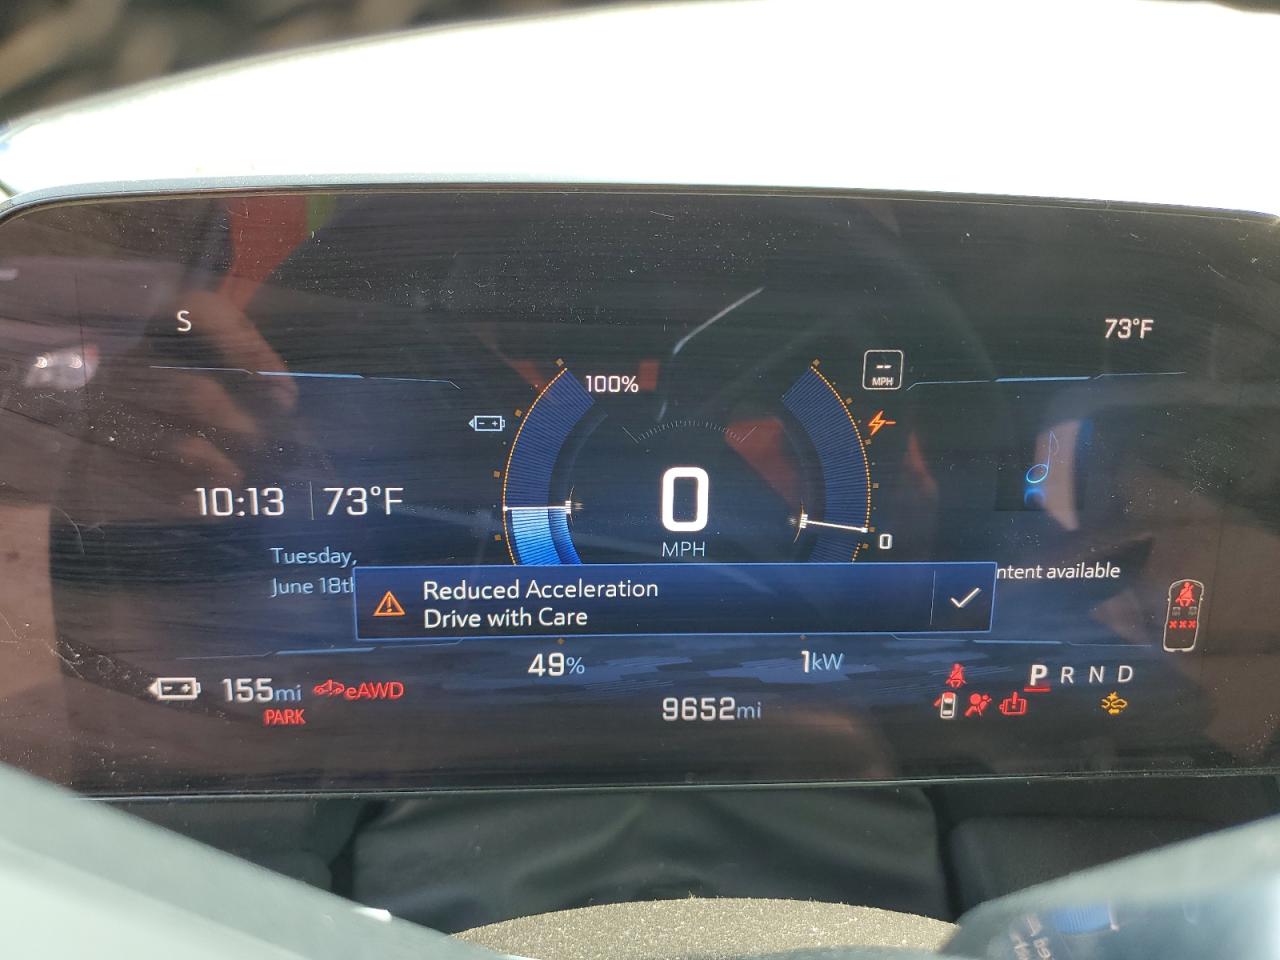 S
73°F
100%
--
MPH
10:13
73°F
0
MPH
0
Tuesday,
June 18th
ntent available
Reduced Acceleration
Drive with Care
49%
1kW
155mi
eAWD
PARK
9652mi
P R N D